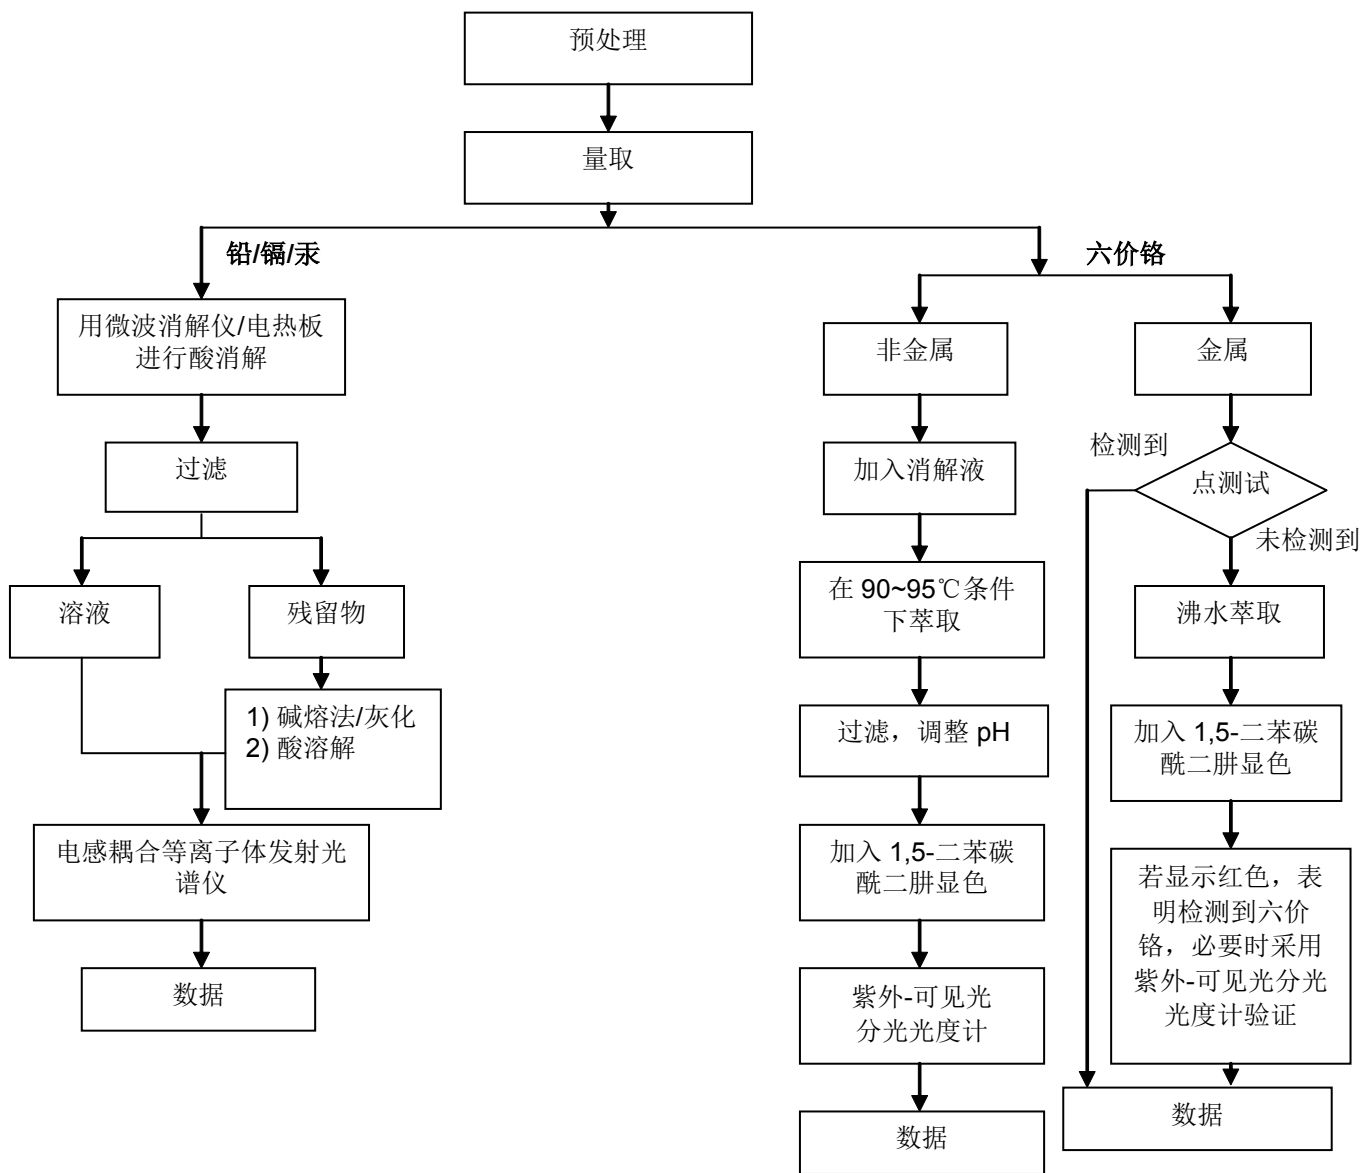 预处理
量取
铅/镉/汞
用微波消解仪/电热板
进行酸消解
过滤
溶液
残留物
1) 碱熔法/灰化
2) 酸溶解
电感耦合等离子体发射光
谱仪
数据
六价铬
非金属
加入消解液
在 90~95℃条件
下萃取
过滤，调整 pH
加入 1,5-二苯碳
酰二肼显色
紫外-可见光
分光光度计
数据
金属
检测到
点测试
未检测到
沸水萃取
加入 1,5-二苯碳
酰二肼显色
若显示红色，表
明检测到六价
铬，必要时采用
紫外-可见光分光
光度计验证
数据